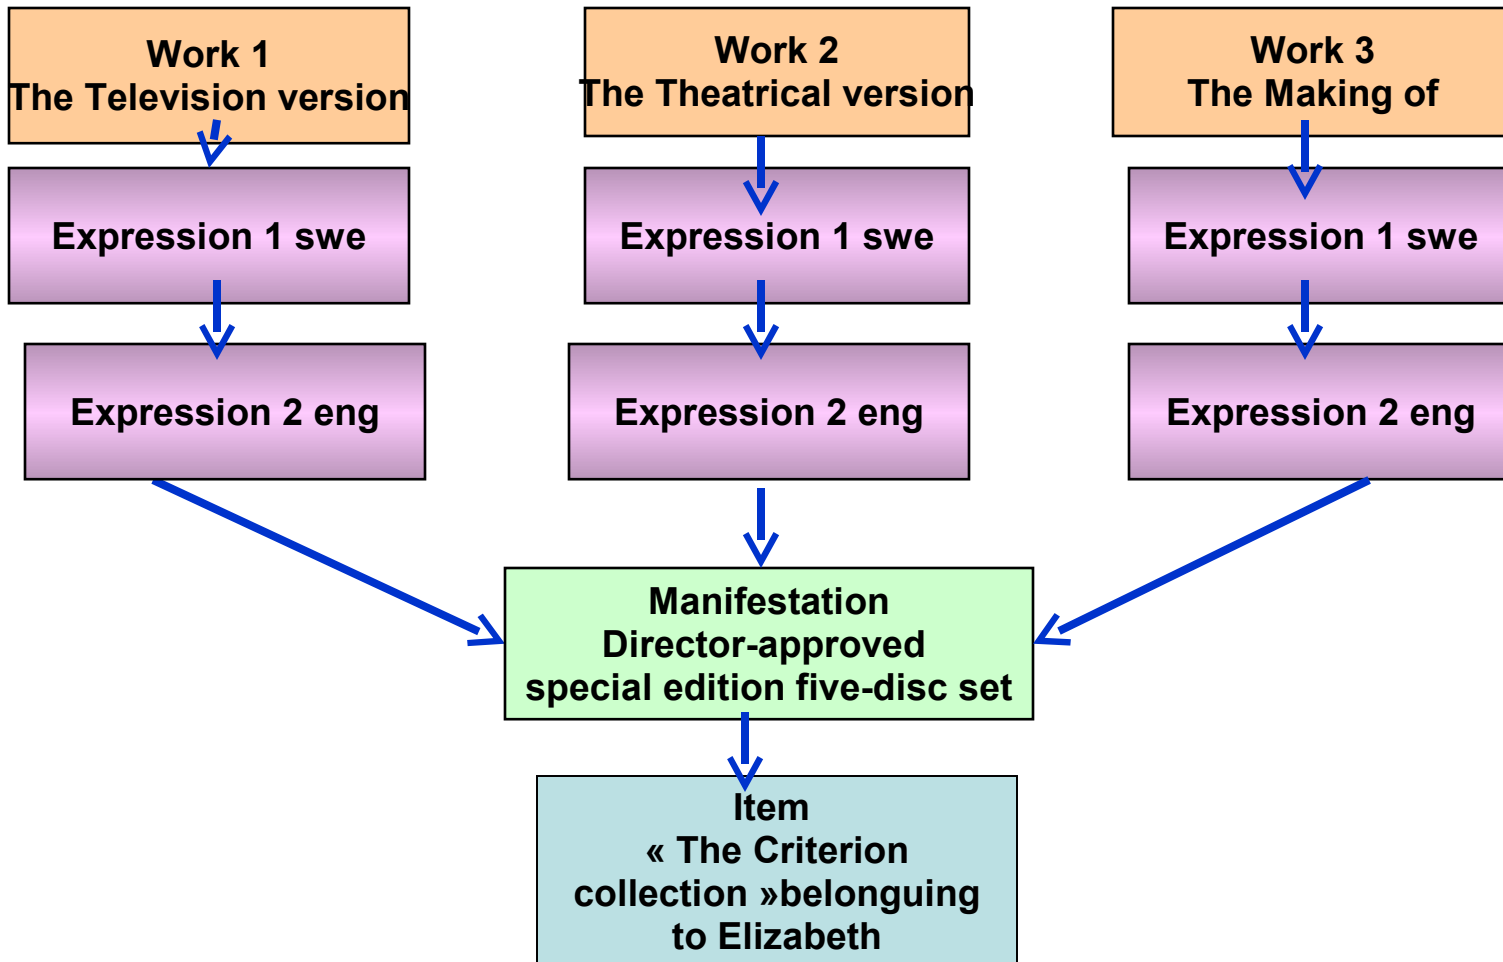 Work 1
The Television version
Work 2
The Theatrical version
Work 3
The Making of
Expression 1 swe
Expression 1 swe
Expression 1 swe
Expression 2 eng
Expression 2 eng
Expression 2 eng
Manifestation
Director-approved
special edition five-disc set
Item
« The Criterion
collection »belonguing
to Elizabeth